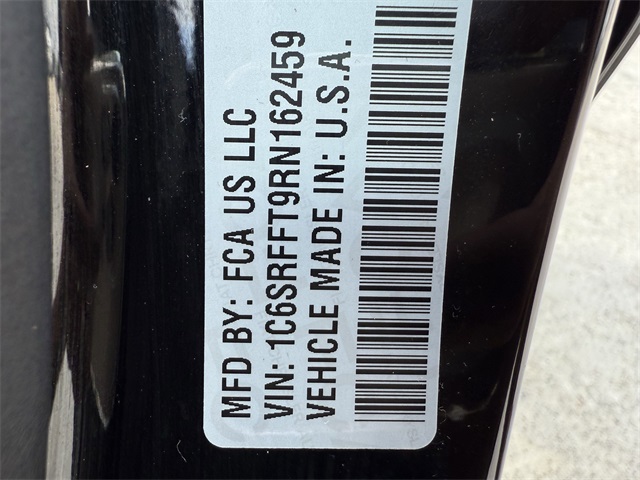 MFD BY: FCA US LLC
VIN: 1C6SRFFT9RN162459
VEHICLE MADE IN: U.S.A.